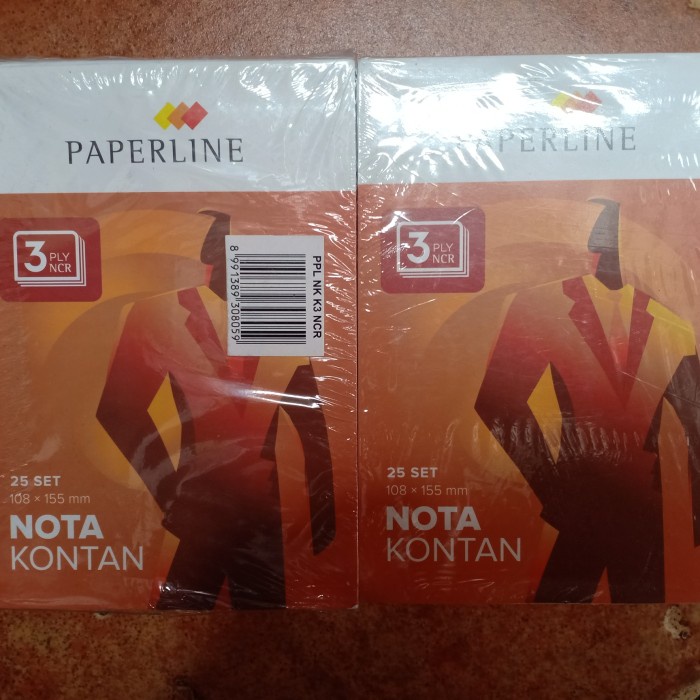 PAPERLINE
3 PLY
NCR
PPL NK K3 NCR
8 991389 308059
25 SET
108 × 155 mm
NOTA
KONTAN
PAPERLINE
3 PLY
NCR
25 SET
108 × 155 mm
NOTA
KONTAN